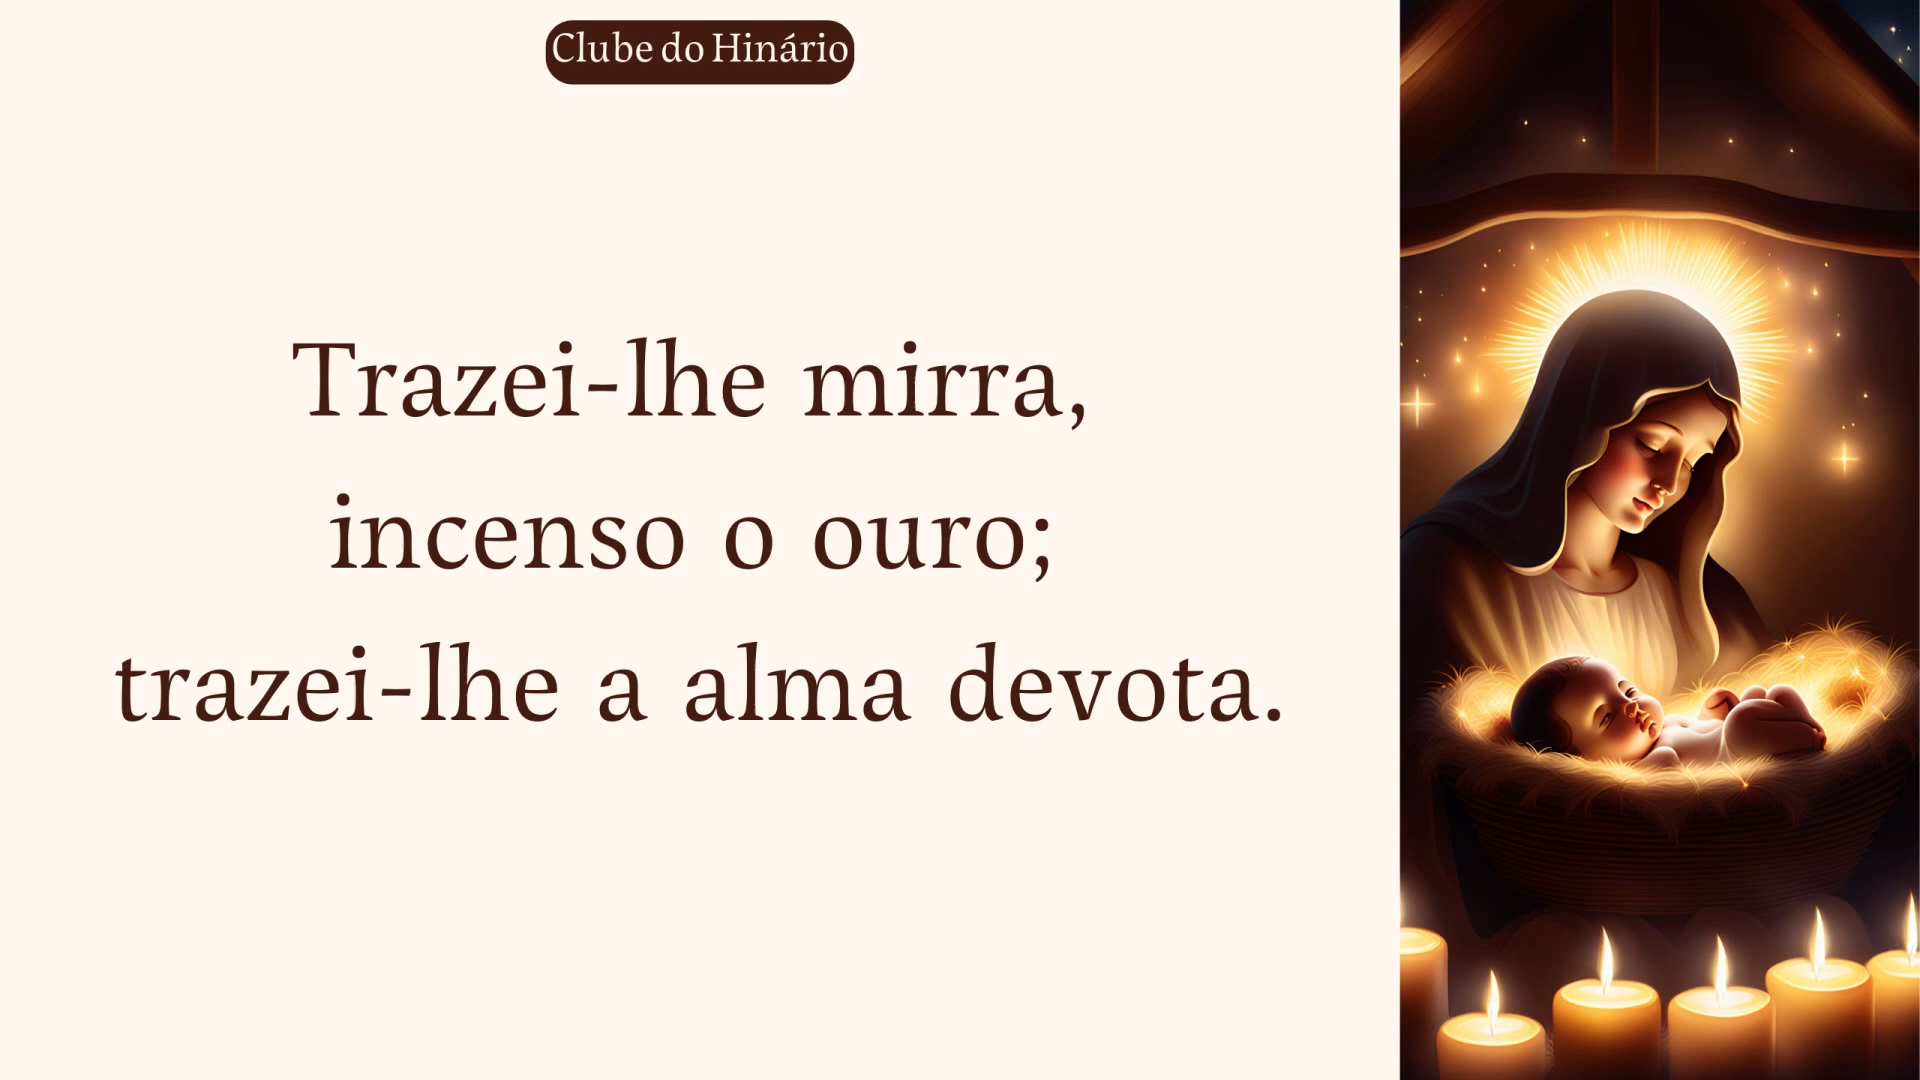 Clube do Hinário
Trazei-lhe mirra,
incenso o ouro;
trazei-lhe a alma devota.